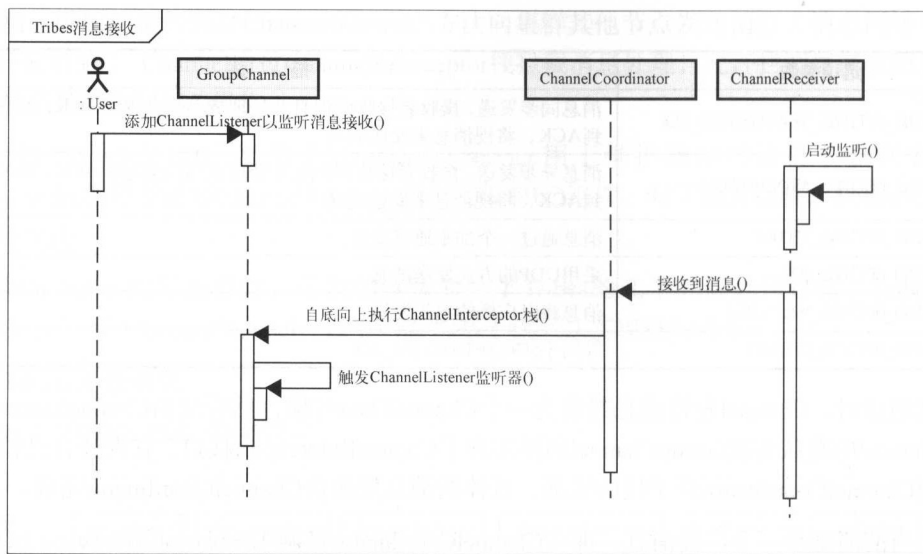 Tribes消息接收
: User
GroupChannel
ChannelCoordinator
ChannelReceiver
添加ChannelListener以监听消息接收()
启动监听()
接收到消息()
自底向上执行ChannelInterceptor栈()
触发ChannelListener监听器()